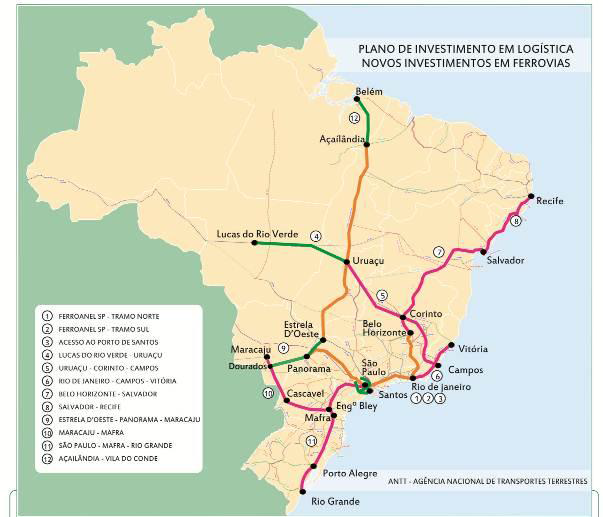 PLANO DE INVESTIMENTO EM LOGÍSTICA
NOVOS INVESTIMENTOS EM FERROVIAS
Belém
12
Açailândia
Recife
8
Lucas do Rio Verde
4
7
Salvador
Uruaçu
5
Corinto
Estrela
D'Oeste
Belo
Horizonte
Maracaju
9
Vitória
Dourados
Panorama
São
Paulo
Campos
6
Rio de janeiro
Santos
1 2 3
10
Cascavel
Engº Bley
Mafra
11
Porto Alegre
Rio Grande
1 FERROANEL SP - TRAMO NORTE
2 FERROANEL SP - TRAMO SUL
3 ACESSO AO PORTO DE SANTOS
4 LUCAS DO RIO VERDE - URUAÇU
5 URUAÇU - CORINTO - CAMPOS
6 RIO DE JANEIRO - CAMPOS - VITÓRIA
7 BELO HORIZONTE - SALVADOR
8 SALVADOR - RECIFE
9 ESTRELA D'OESTE - PANORAMA - MARACAJU
10 MARACAJU - MAFRA
11 SÃO PAULO - MAFRA - RIO GRANDE
12 AÇAILÂNDIA - VILA DO CONDE
ANTT - AGÊNCIA NACIONAL DE TRANSPORTES TERRESTRES